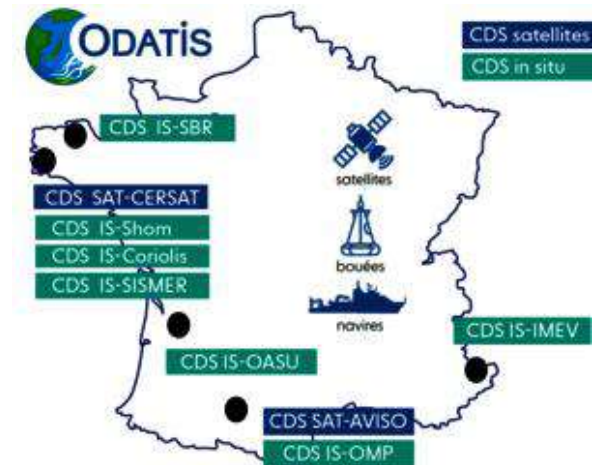 ODATIS
CDS satellites
CDS in situ
CDS IS-SBR
satellites
CDS SAT-CERSAT
CDS IS-Shom
CDS IS-Coriolis
CDS IS-SISMER
bouées
navires
CDS IS-IMEV
CDS IS-OASU
CDS SAT-AVISO
CDS IS-OMP